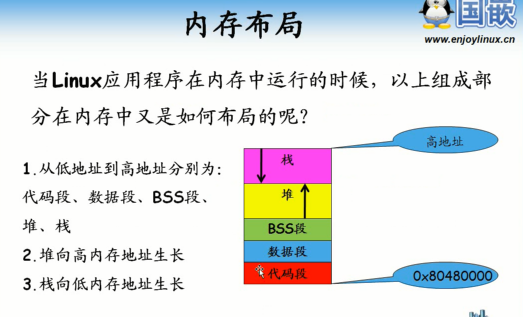 内存布局
国嵌
www.enjoylinux.cn
当Linux应用程序在内存中运行的时候，以上组成部
分在内存中又是如何布局的呢？
1.从低地址到高地址分别为：
代码段、数据段、BSS段、
堆、栈
2.堆向高内存地址生长
3.栈向低内存地址生长
高地址
栈
堆
BSS段
数据段
代码段
0x80480000